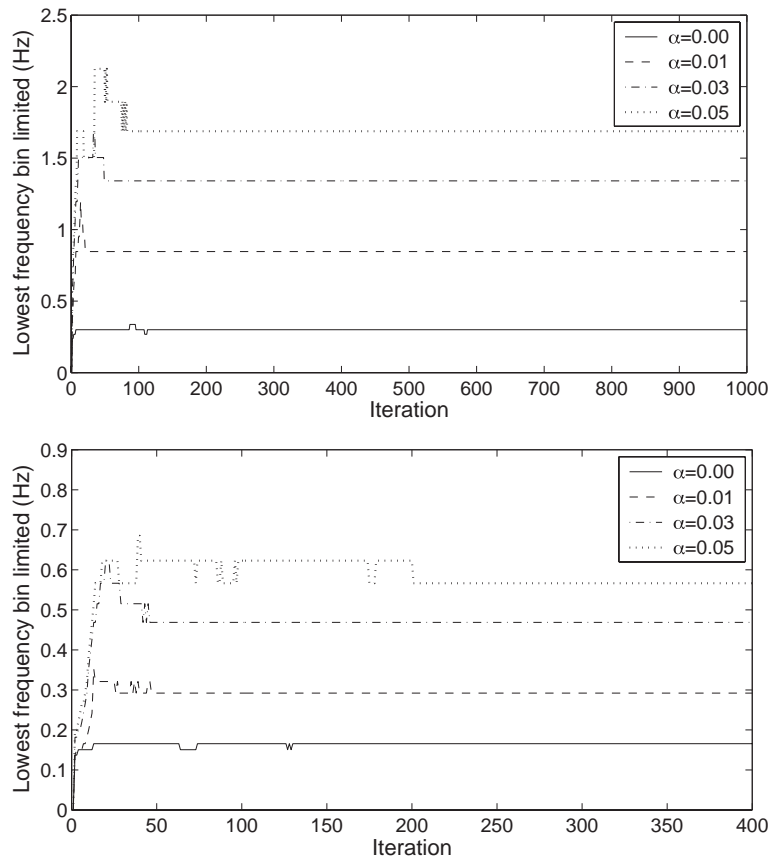 2.5
2
1.5
1
0.5
0
Lowest frequency bin limited (Hz)
α=0.00
α=0.01
α=0.03
α=0.05
0 100 200 300 400 500 600 700 800 900 1000
Iteration
0.9
0.8
0.7
0.6
0.5
0.4
0.3
0.2
0.1
0
Lowest frequency bin limited (Hz)
α=0.00
α=0.01
α=0.03
α=0.05
0 50 100 150 200 250 300 350 400
Iteration